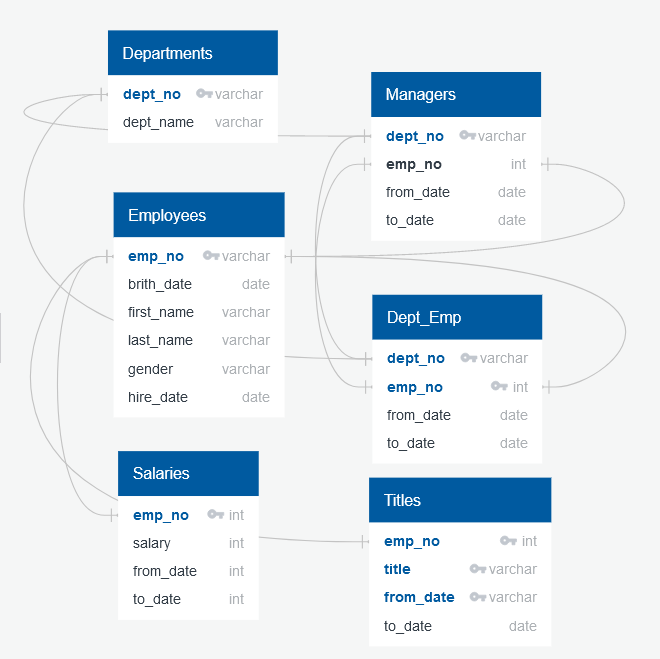 Departments
dept_no varchar
dept_name varchar
Managers
dept_no varchar
emp_no int
from_date date
to_date date
Employees
emp_no varchar
brith_date date
first_name varchar
last_name varchar
gender varchar
hire_date date
Dept_Emp
dept_no varchar
emp_no int
from_date date
to_date date
Salaries
emp_no int
salary int
from_date int
to_date int
Titles
emp_no int
title varchar
from_date varchar
to_date date